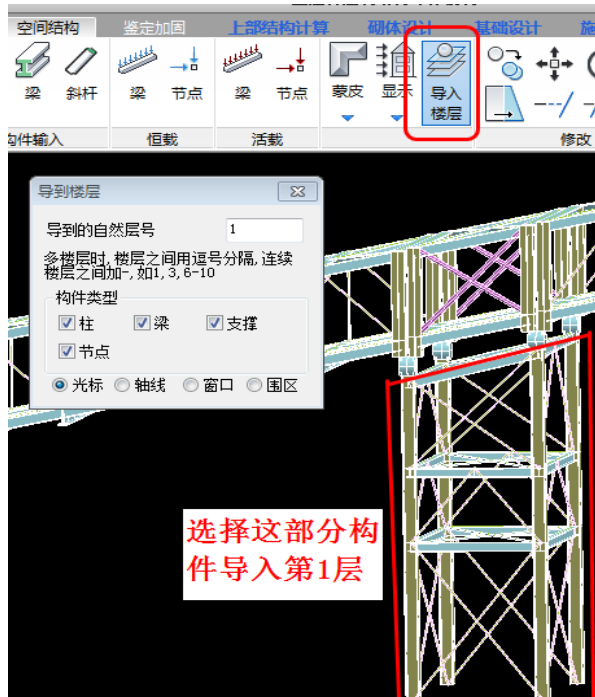 空间结构 鉴定加固 上部结构计算 砌体设计 基础设计 施
梁 斜杆 梁 节点 梁 节点 蒙皮 显示 导入
楼层
构件输入 恒载 活载 修改
导到楼层
导到的自然层号 1
多楼层时,楼层之间用逗号分隔,连续
楼层之间加-,如1,3,6-10
构件类型
柱 梁 支撑
节点
光标 轴线 窗口 围区
选择这部分构
件导入第1层